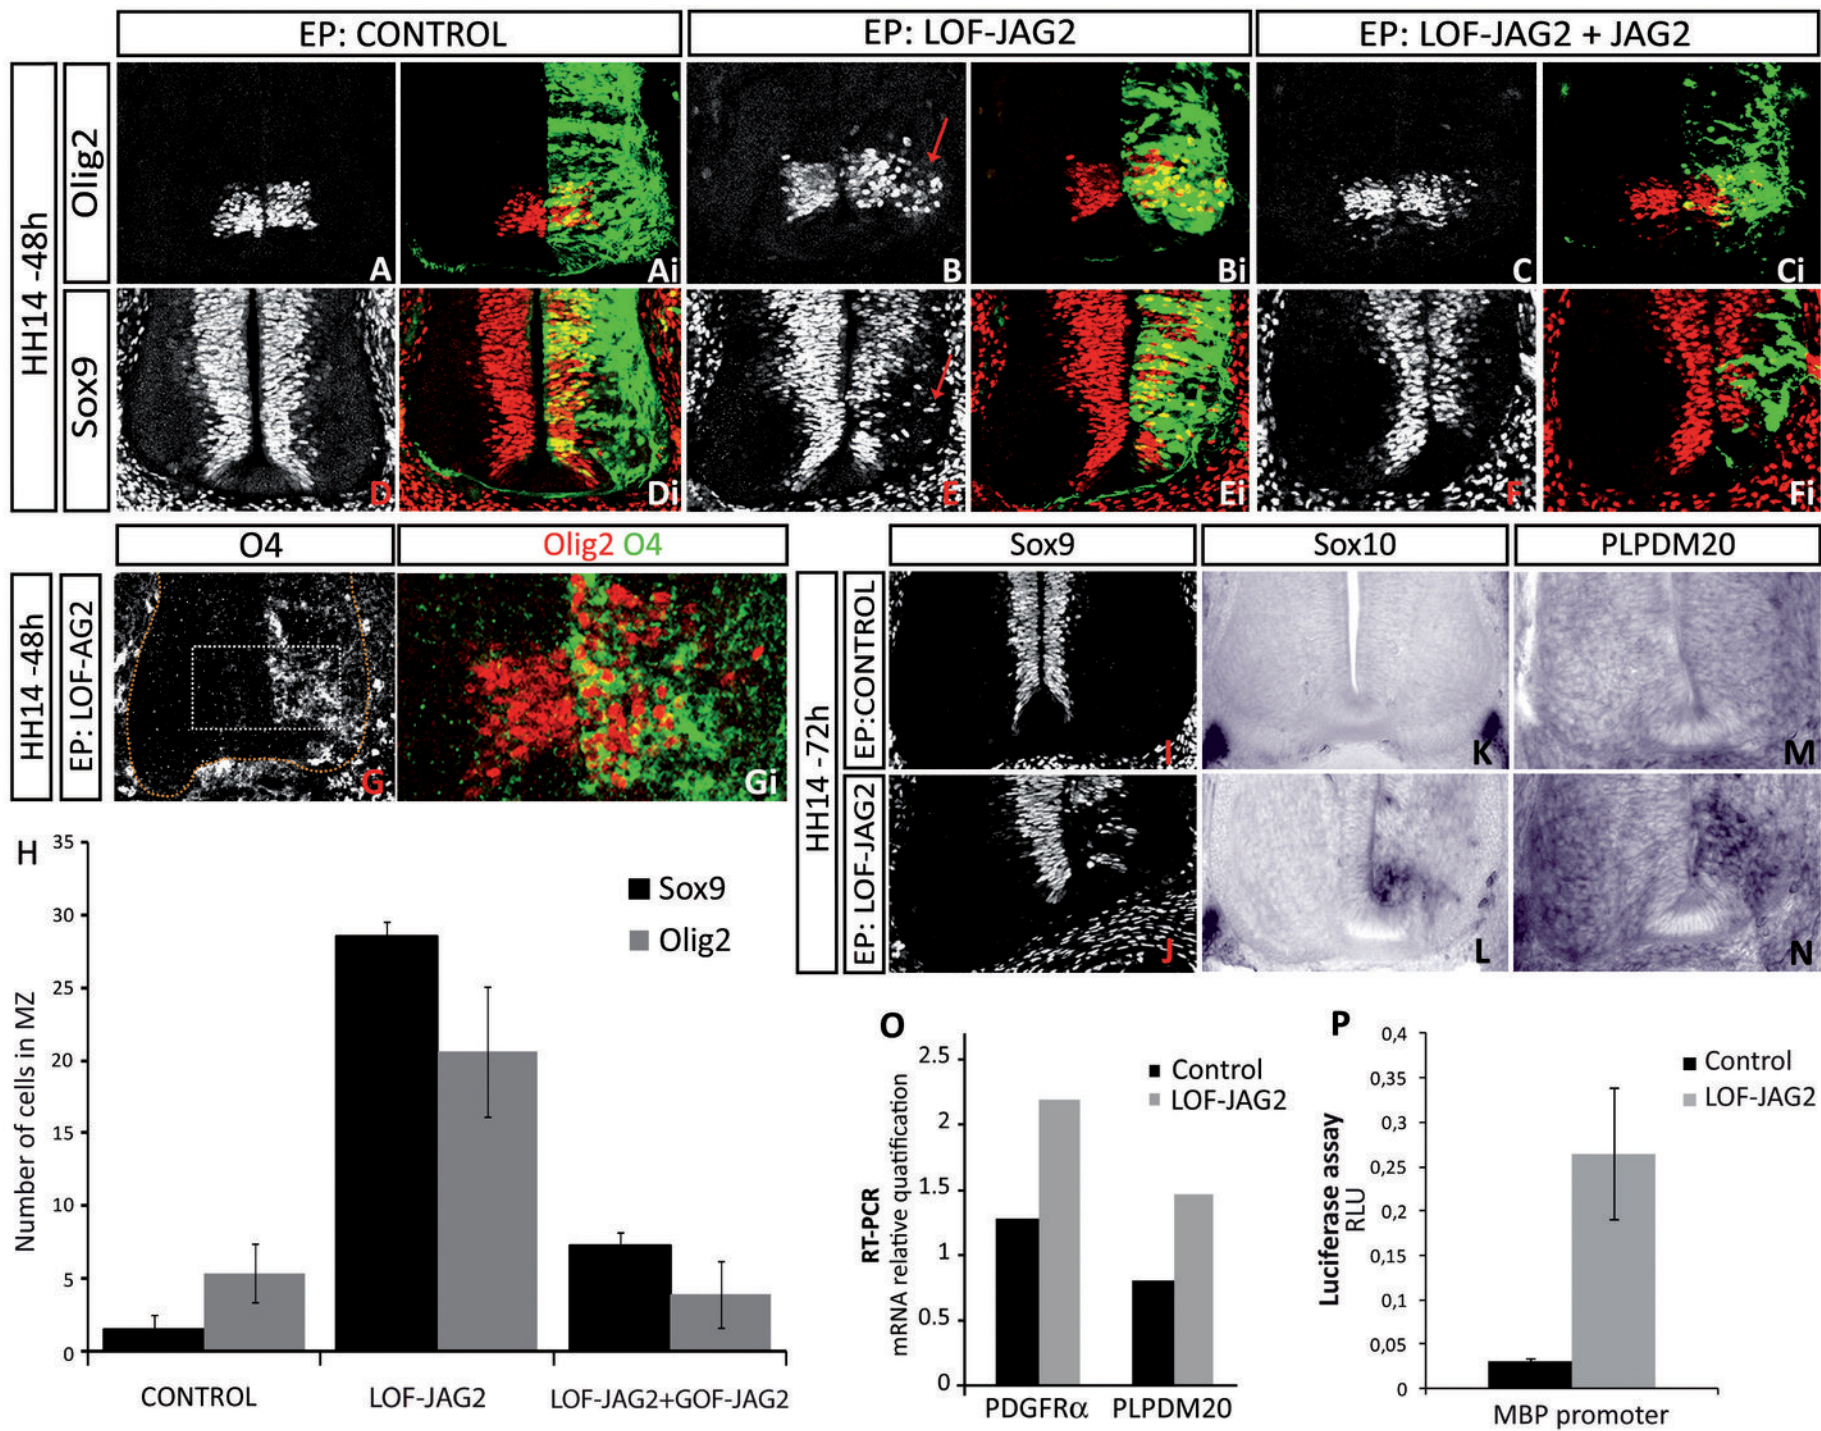 EP: CONTROL
EP: LOF-JAG2
EP: LOF-JAG2 + JAG2
HH14 -48h
Olig2
A
Ai
B
Bi
C
Ci
Sox9
D
Di
E
Ei
F
Fi
O4
Olig2 O4
HH14 -48h
EP: LOF-AG2
G
Gi
Sox9
Sox10
PLPDM20
HH14 -72h
EP:CONTROL
I
K
M
EP: LOF-JAG2
J
L
N
H
Number of cells in MZ
35
30
25
20
15
10
5
0
Sox9
Olig2
CONTROL
LOF-JAG2
LOF-JAG2+GOF-JAG2
O
RT-PCR
mRNA relative quatification
2.5
2
1.5
1
0.5
0
Control
LOF-JAG2
PDGFRα
PLPDM20
P
Luciferase assay
RLU
0,4
0,35
0,3
0,25
0,2
0,15
0,1
0,05
0
Control
LOF-JAG2
MBP promoter